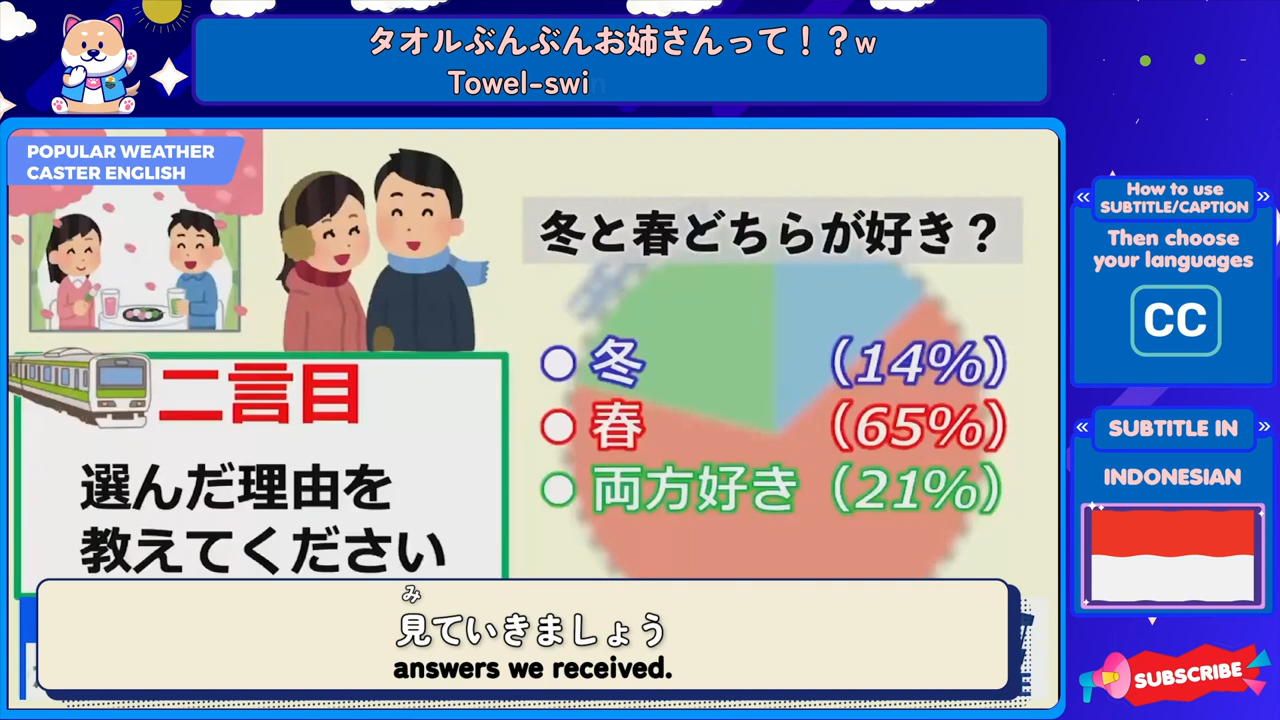 タオルぶんぶんお姉さんって！？w
Towel-swin
POPULAR WEATHER
CASTER ENGLISH
冬と春どちらが好き？
冬 (14%)
春 (65%)
両方好き (21%)
二言目
選んだ理由を
教えてください
み
見ていきましょう
answers we received.
How to use
SUBTITLE/CAPTION
Then choose
your languages
CC
SUBTITLE IN
INDONESIAN
SUBSCRIBE